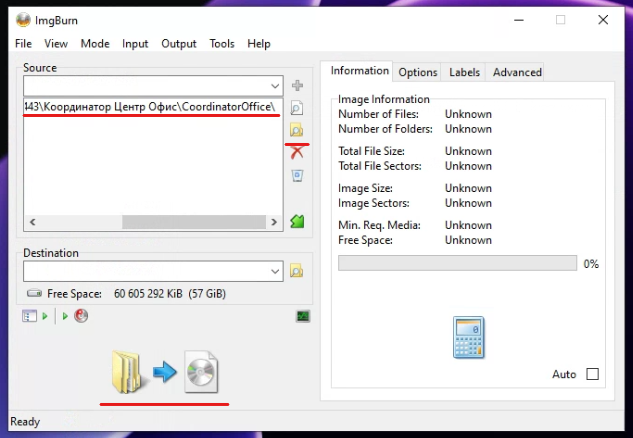 ImgBurn
File View Mode Input Output Tools Help
Source
443\Координатор Центр Офис\CoordinatorOffice\
Destination
Free Space: 60 605 292 KiB (57 GiB)
Information Options Labels Advanced
Image Information
Number of Files: Unknown
Number of Folders: Unknown
Total File Size: Unknown
Total File Sectors: Unknown
Image Size: Unknown
Image Sectors: Unknown
Min. Req. Media: Unknown
Free Space: Unknown
0%
0
Auto
Ready